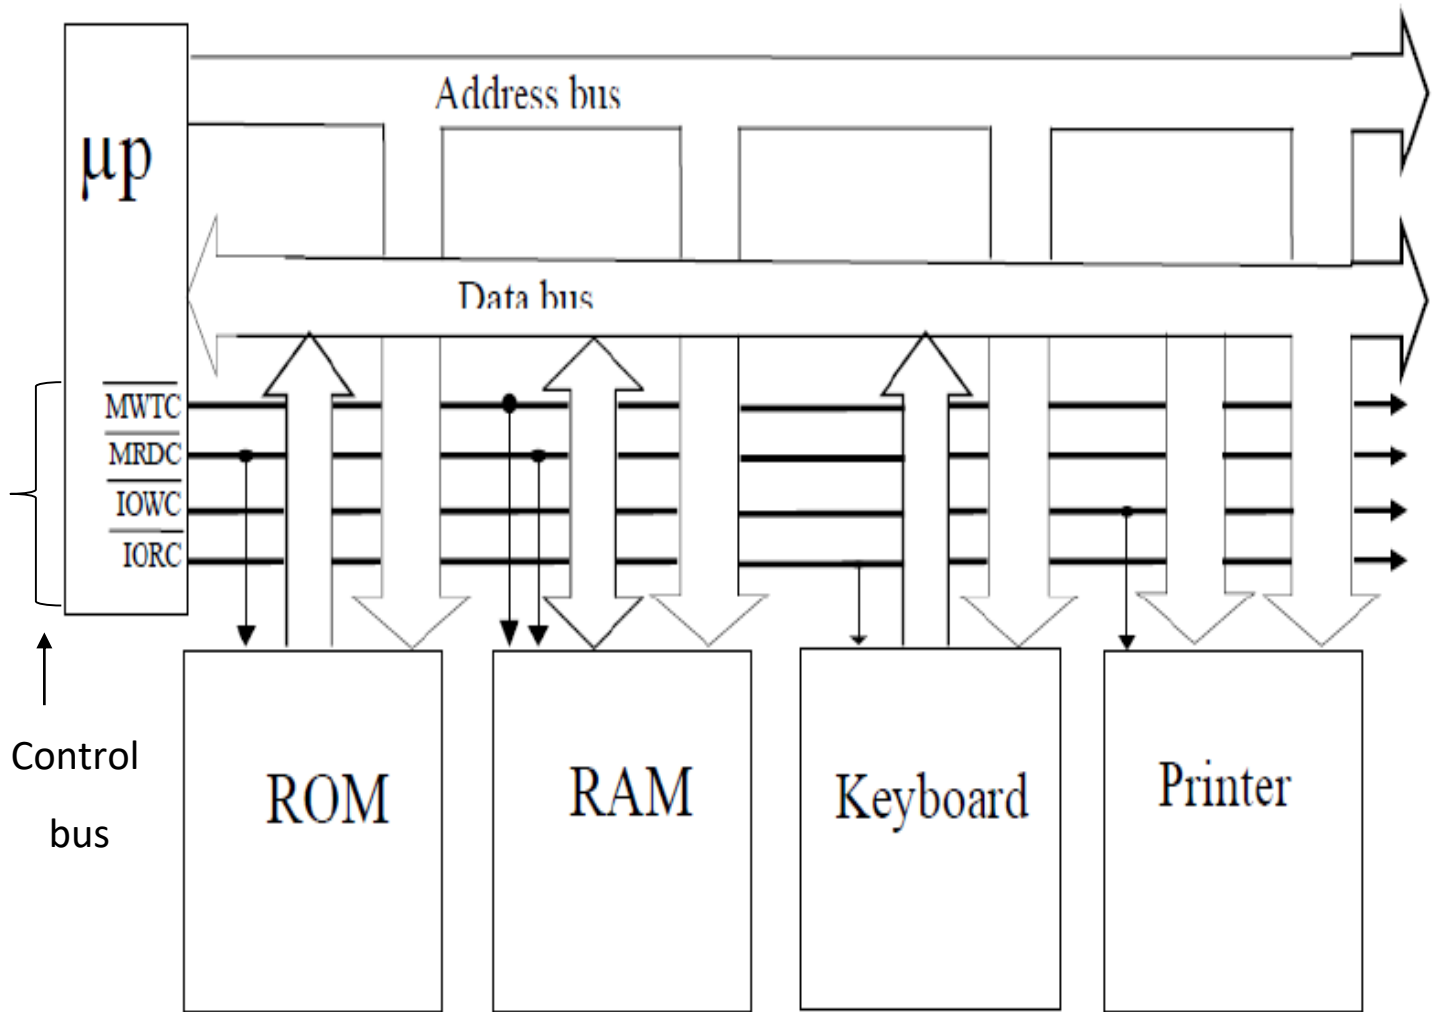 Address bus
μp
Data bus
MWTC
MRDC
IOWC
IORC
Control
bus
ROM
RAM
Keyboard
Printer